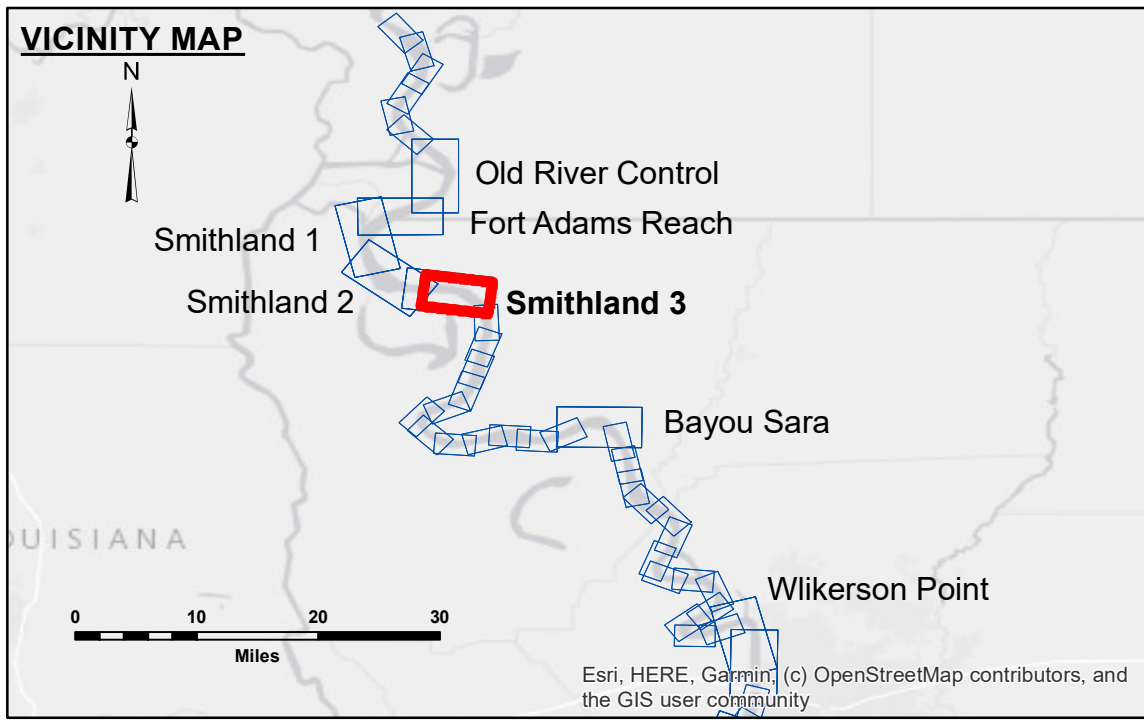 VICINITY MAP
N
Old River Control
Fort Adams Reach
Smithland 1
Smithland 2
Smithland 3
Bayou Sara
OUISIANA
Wlikerson Point
0 10 20 30
Miles
Esri, HERE, Garmin, (c) OpenStreetMap contributors, and
the GIS user community